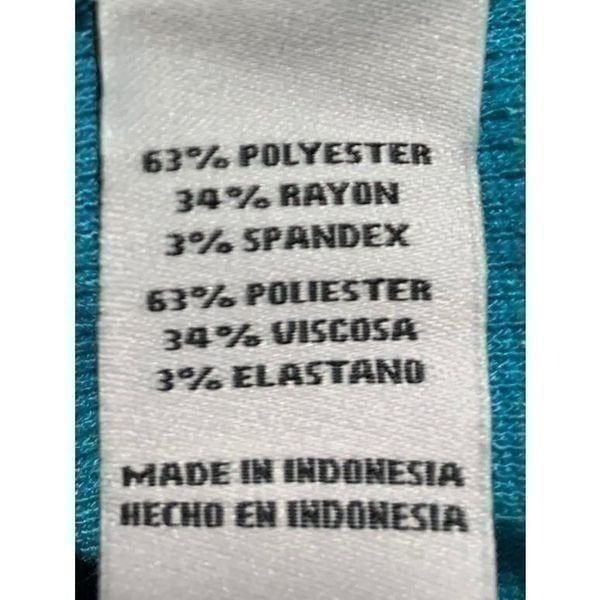 63% POLYESTER
34% RAYON
3% SPANDEX
63% POLIESTER
34% VISCOSA
3% ELASTANO
MADE IN INDONESIA
HECHO EN INDONESIA